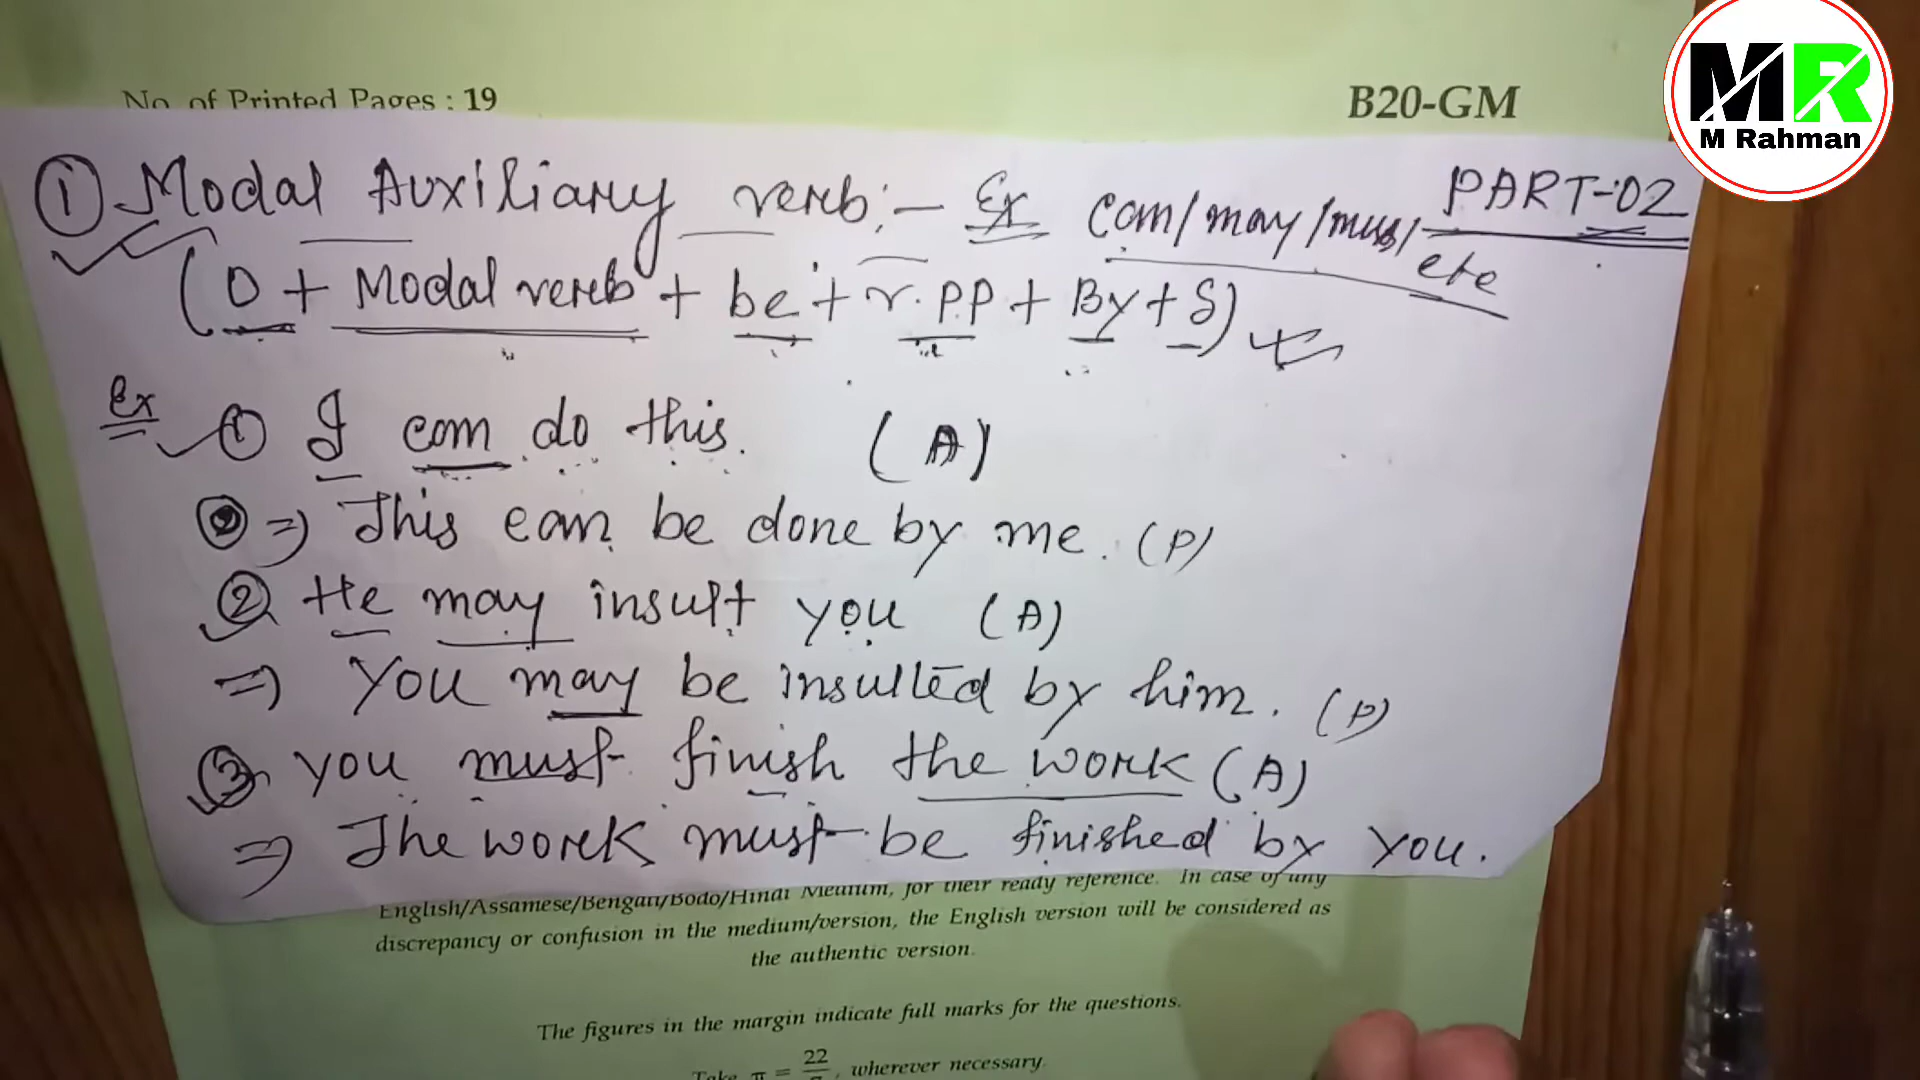 No. of Printed Pages : 19
B20-GM
MR
M Rahman
PART-02
① Modal Auxiliary verb:- Ex can/may/must/
etc
(O + Modal verb + be + v.pp + By + S)
Ex ① I can do this. (A)
⇒ This can be done by me. (P)
② He may insult you (A)
⇒ You may be insulted by him. (P)
③ you must finish the work (A)
⇒ The work must be finished by you.
English/Assamese/Bengali/Bodo/Hindi Medium, for their ready reference. In case of any
discrepancy or confusion in the medium/version, the English version will be considered as
the authentic version.
The figures in the margin indicate full marks for the questions.
Take π = 22/ , wherever necessary.